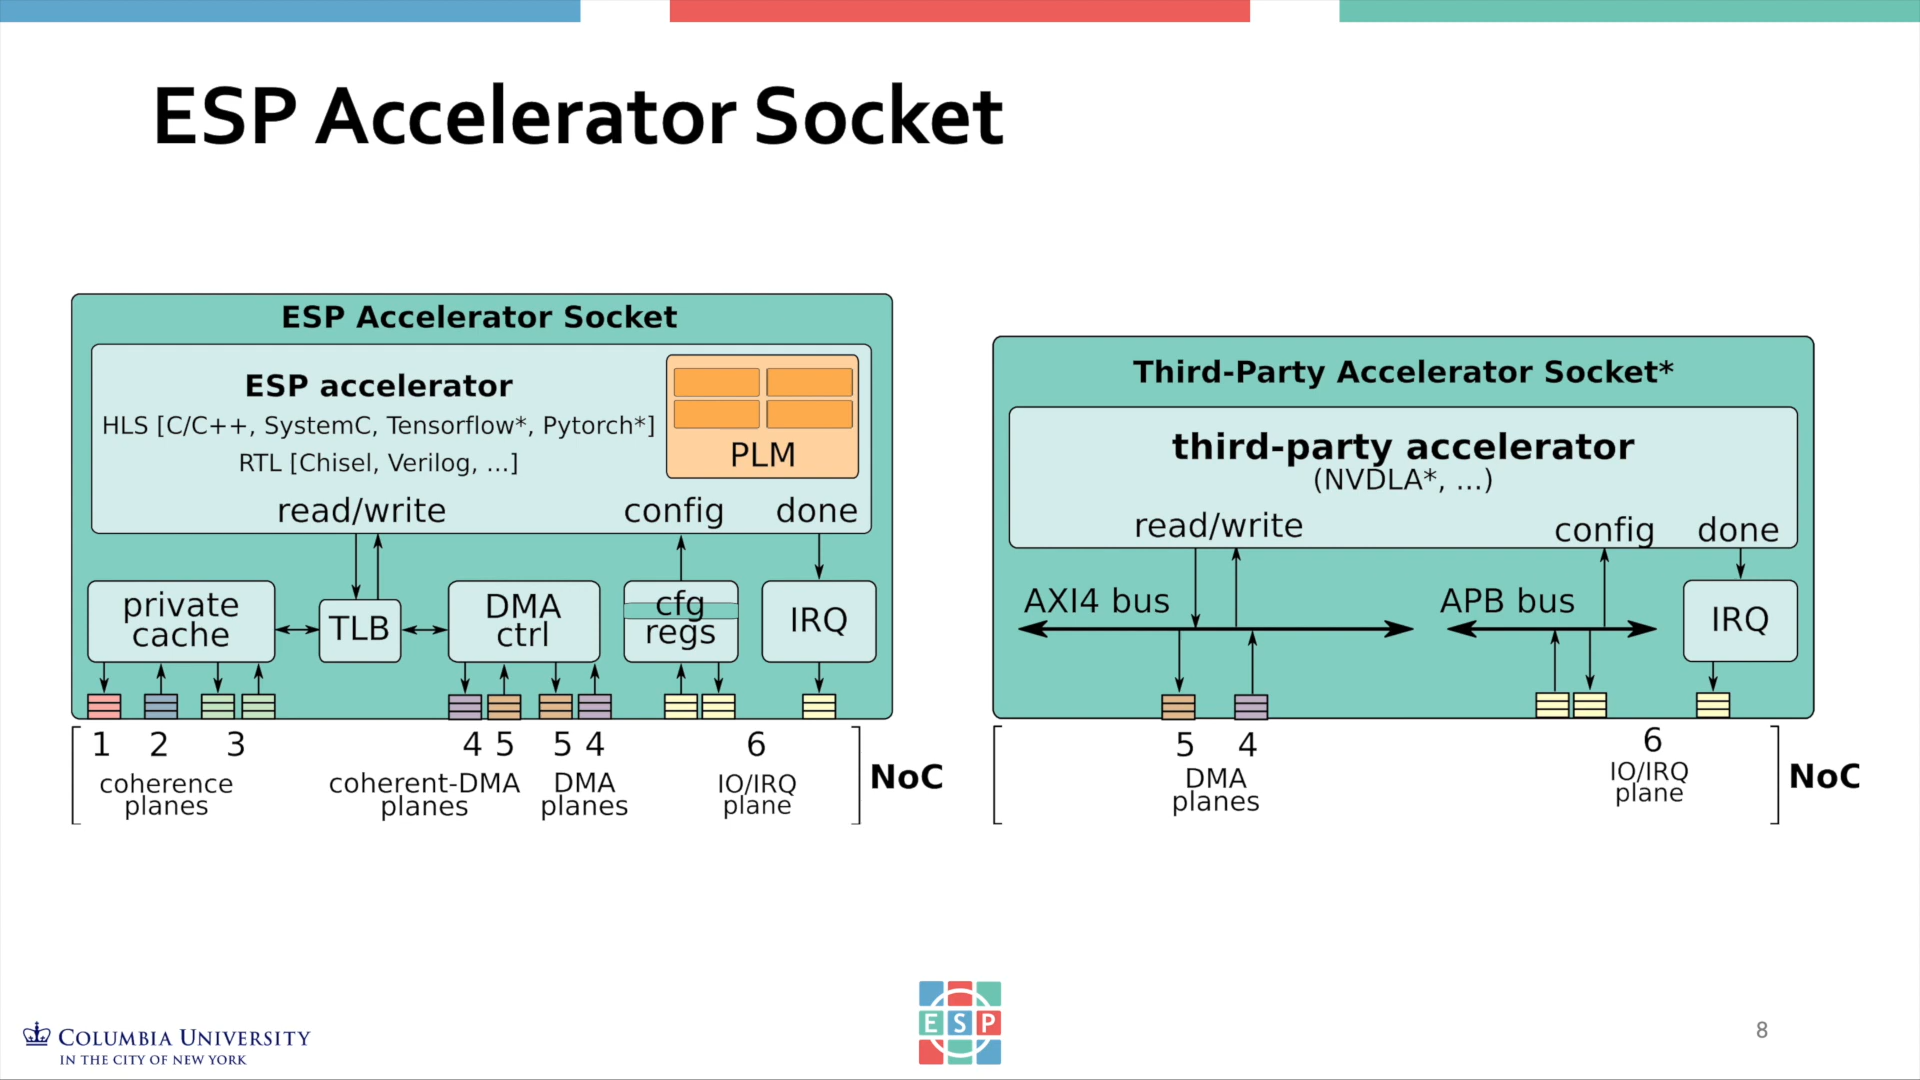 ESP Accelerator Socket
ESP Accelerator Socket
ESP accelerator
HLS [C/C++, SystemC, Tensorflow*, Pytorch*]
RTL [Chisel, Verilog, ...]
PLM
read/write
config
done
private
cache
TLB
DMA
ctrl
cfg
regs
IRQ
1
2
3
4 5
5 4
6
coherence
planes
coherent-DMA
planes
DMA
planes
IO/IRQ
plane
NoC
Third-Party Accelerator Socket*
third-party accelerator
(NVDLA*, ...)
read/write
config
done
AXI4 bus
APB bus
IRQ
5
4
6
DMA
planes
IO/IRQ
plane
NoC
COLUMBIA UNIVERSITY
IN THE CITY OF NEW YORK
ESP
8